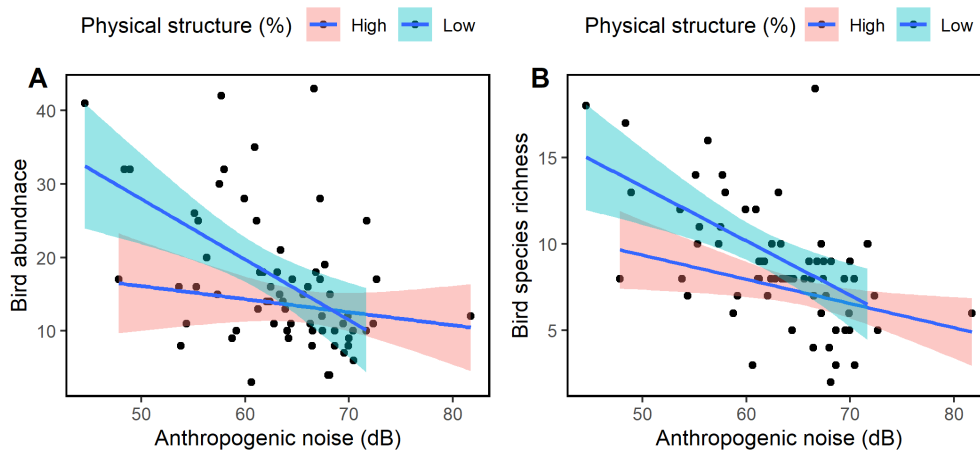 Physical structure (%) High Low
A
Bird abundnace
40
30
20
10
50 60 70 80
Anthropogenic noise (dB)
Physical structure (%) High Low
B
Bird species richness
15
10
5
50 60 70 80
Anthropogenic noise (dB)